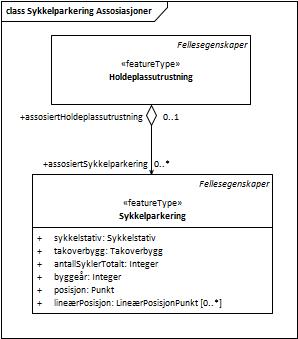 class Sykkelparkering Assosiasjoner
Fellesegenskaper
«featureType»
Holdeplassutrustning
+assosiertHoldeplassutrustning 0..1
+assosiertSykkelparkering 0..*
Fellesegenskaper
«featureType»
Sykkelparkering
+ sykkelstativ: Sykkelstativ
+ takoverbygg: Takoverbygg
+ antallSyklerTotalt: Integer
+ byggeår: Integer
+ posisjon: Punkt
+ lineærPosisjon: LineærPosisjonPunkt [0..*]